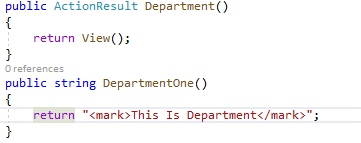 public ActionResult Department()
{
return View();
}
0 references
public string DepartmentOne()
{
return "<mark>This Is Department</mark>";
}